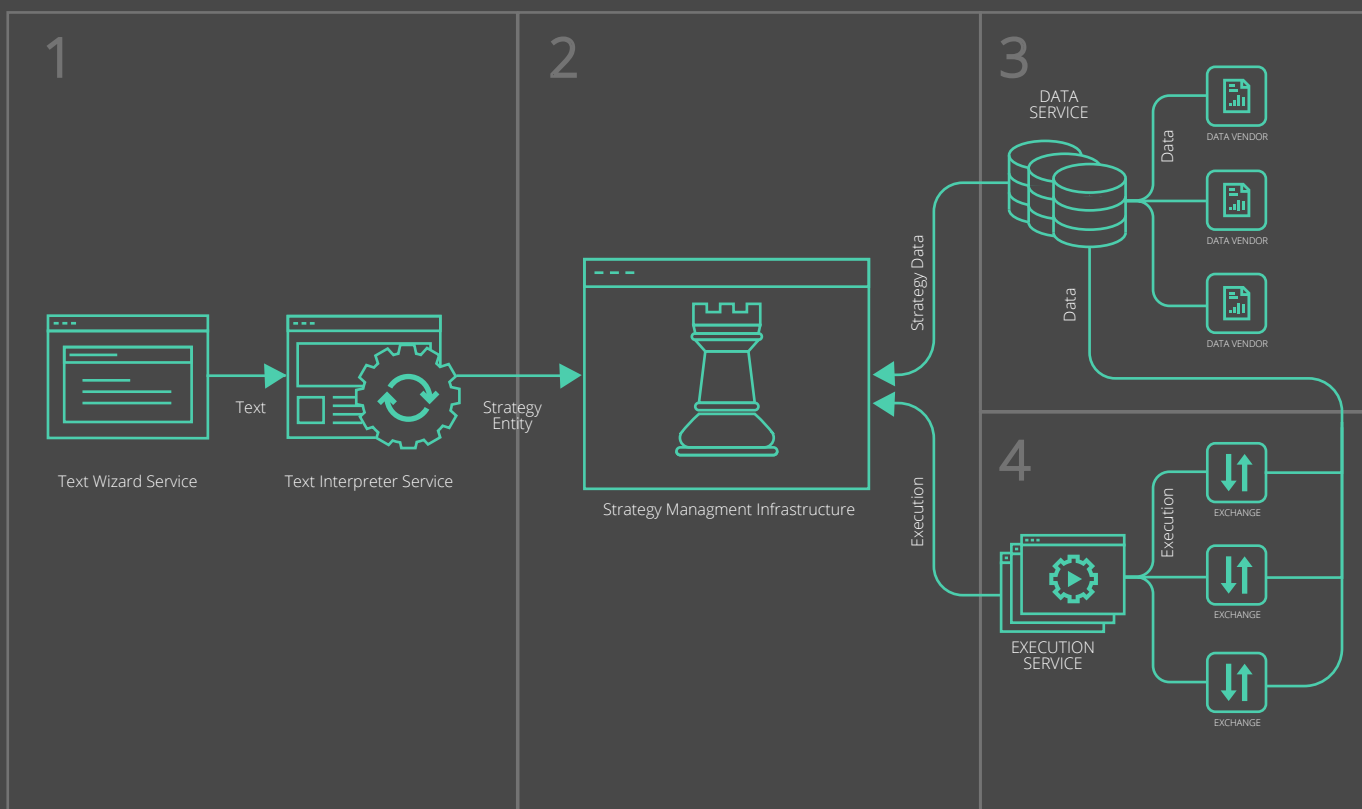 1
2
3
4
Text Wizard Service
Text
Text Interpreter Service
Strategy
Entity
Strategy Managment Infrastructure
Strategy Data
Execution
DATA
SERVICE
Data
Data
DATA VENDOR
DATA VENDOR
DATA VENDOR
EXECUTION
SERVICE
Execution
EXCHANGE
EXCHANGE
EXCHANGE